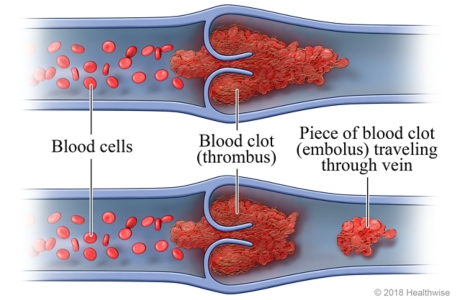 Blood cells
Blood clot
(thrombus)
Piece of blood clot
(embolus) traveling
through vein
© 2018 Healthwise